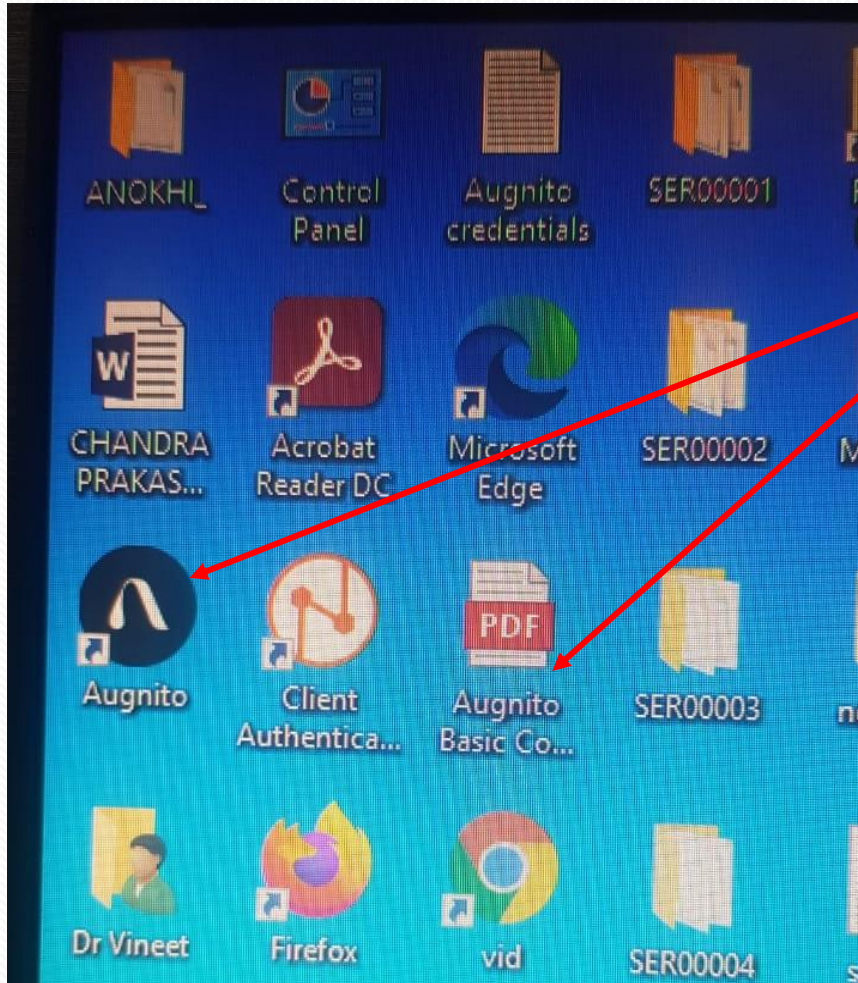 ANOKHI_
Control
Panel
Augnito
credentials
SER00001
W
CHANDRA
PRAKAS...
Acrobat
Reader DC
Microsoft
Edge
SER00002
Augnito
Client
Authentica...
PDF
Augnito
Basic Co...
SER00003
Dr Vineet
Firefox
vid
SER00004